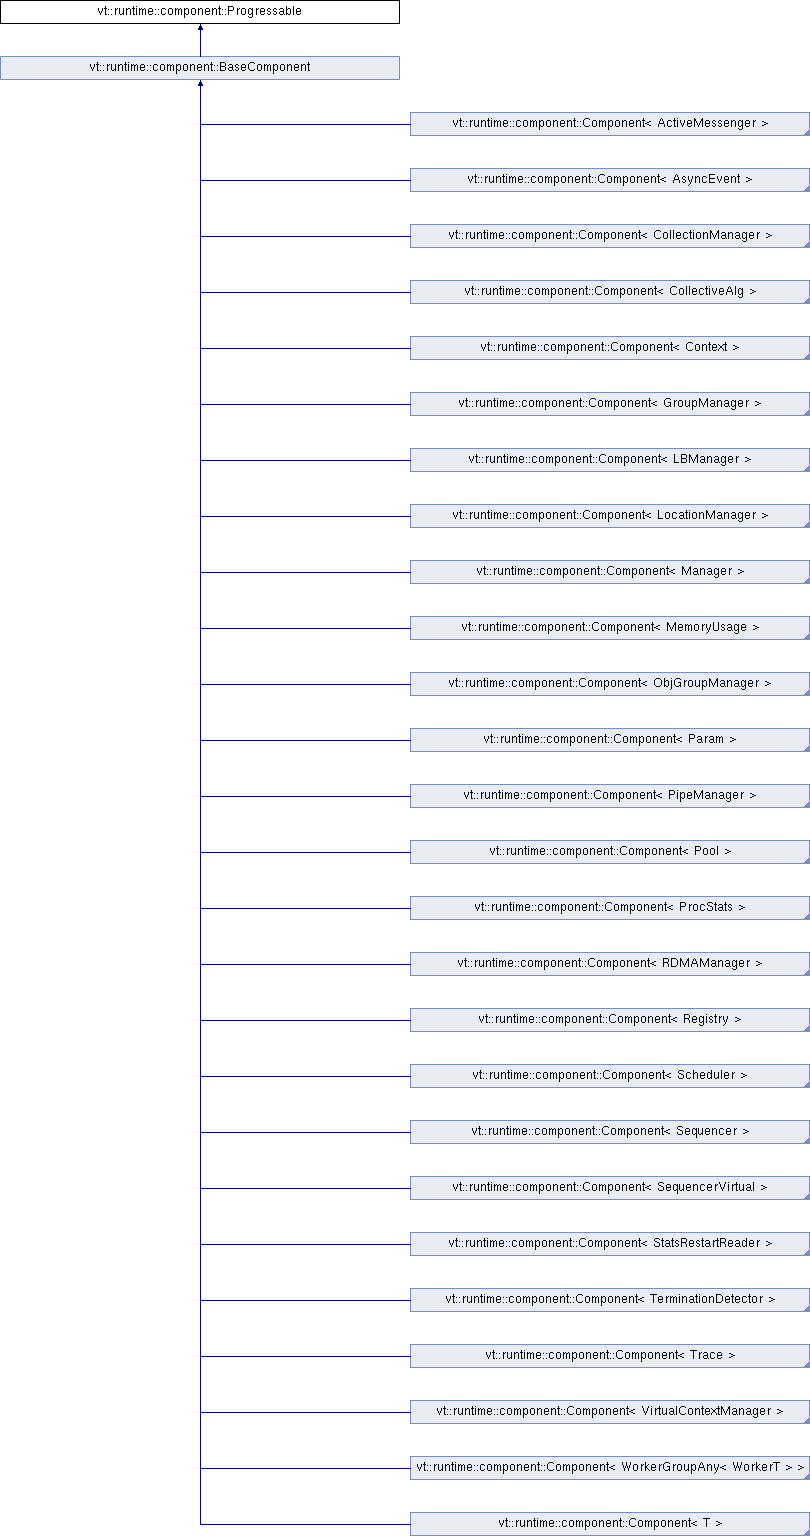 vt::runtime::component::Progressable
vt::runtime::component::BaseComponent
vt::runtime::component::Component< ActiveMessenger >
vt::runtime::component::Component< AsyncEvent >
vt::runtime::component::Component< CollectionManager >
vt::runtime::component::Component< CollectiveAlg >
vt::runtime::component::Component< Context >
vt::runtime::component::Component< GroupManager >
vt::runtime::component::Component< LBManager >
vt::runtime::component::Component< LocationManager >
vt::runtime::component::Component< Manager >
vt::runtime::component::Component< MemoryUsage >
vt::runtime::component::Component< ObjGroupManager >
vt::runtime::component::Component< Param >
vt::runtime::component::Component< PipeManager >
vt::runtime::component::Component< Pool >
vt::runtime::component::Component< ProcStats >
vt::runtime::component::Component< RDMAManager >
vt::runtime::component::Component< Registry >
vt::runtime::component::Component< Scheduler >
vt::runtime::component::Component< Sequencer >
vt::runtime::component::Component< SequencerVirtual >
vt::runtime::component::Component< StatsRestartReader >
vt::runtime::component::Component< TerminationDetector >
vt::runtime::component::Component< Trace >
vt::runtime::component::Component< VirtualContextManager >
vt::runtime::component::Component< WorkerGroupAny< WorkerT > >
vt::runtime::component::Component< T >